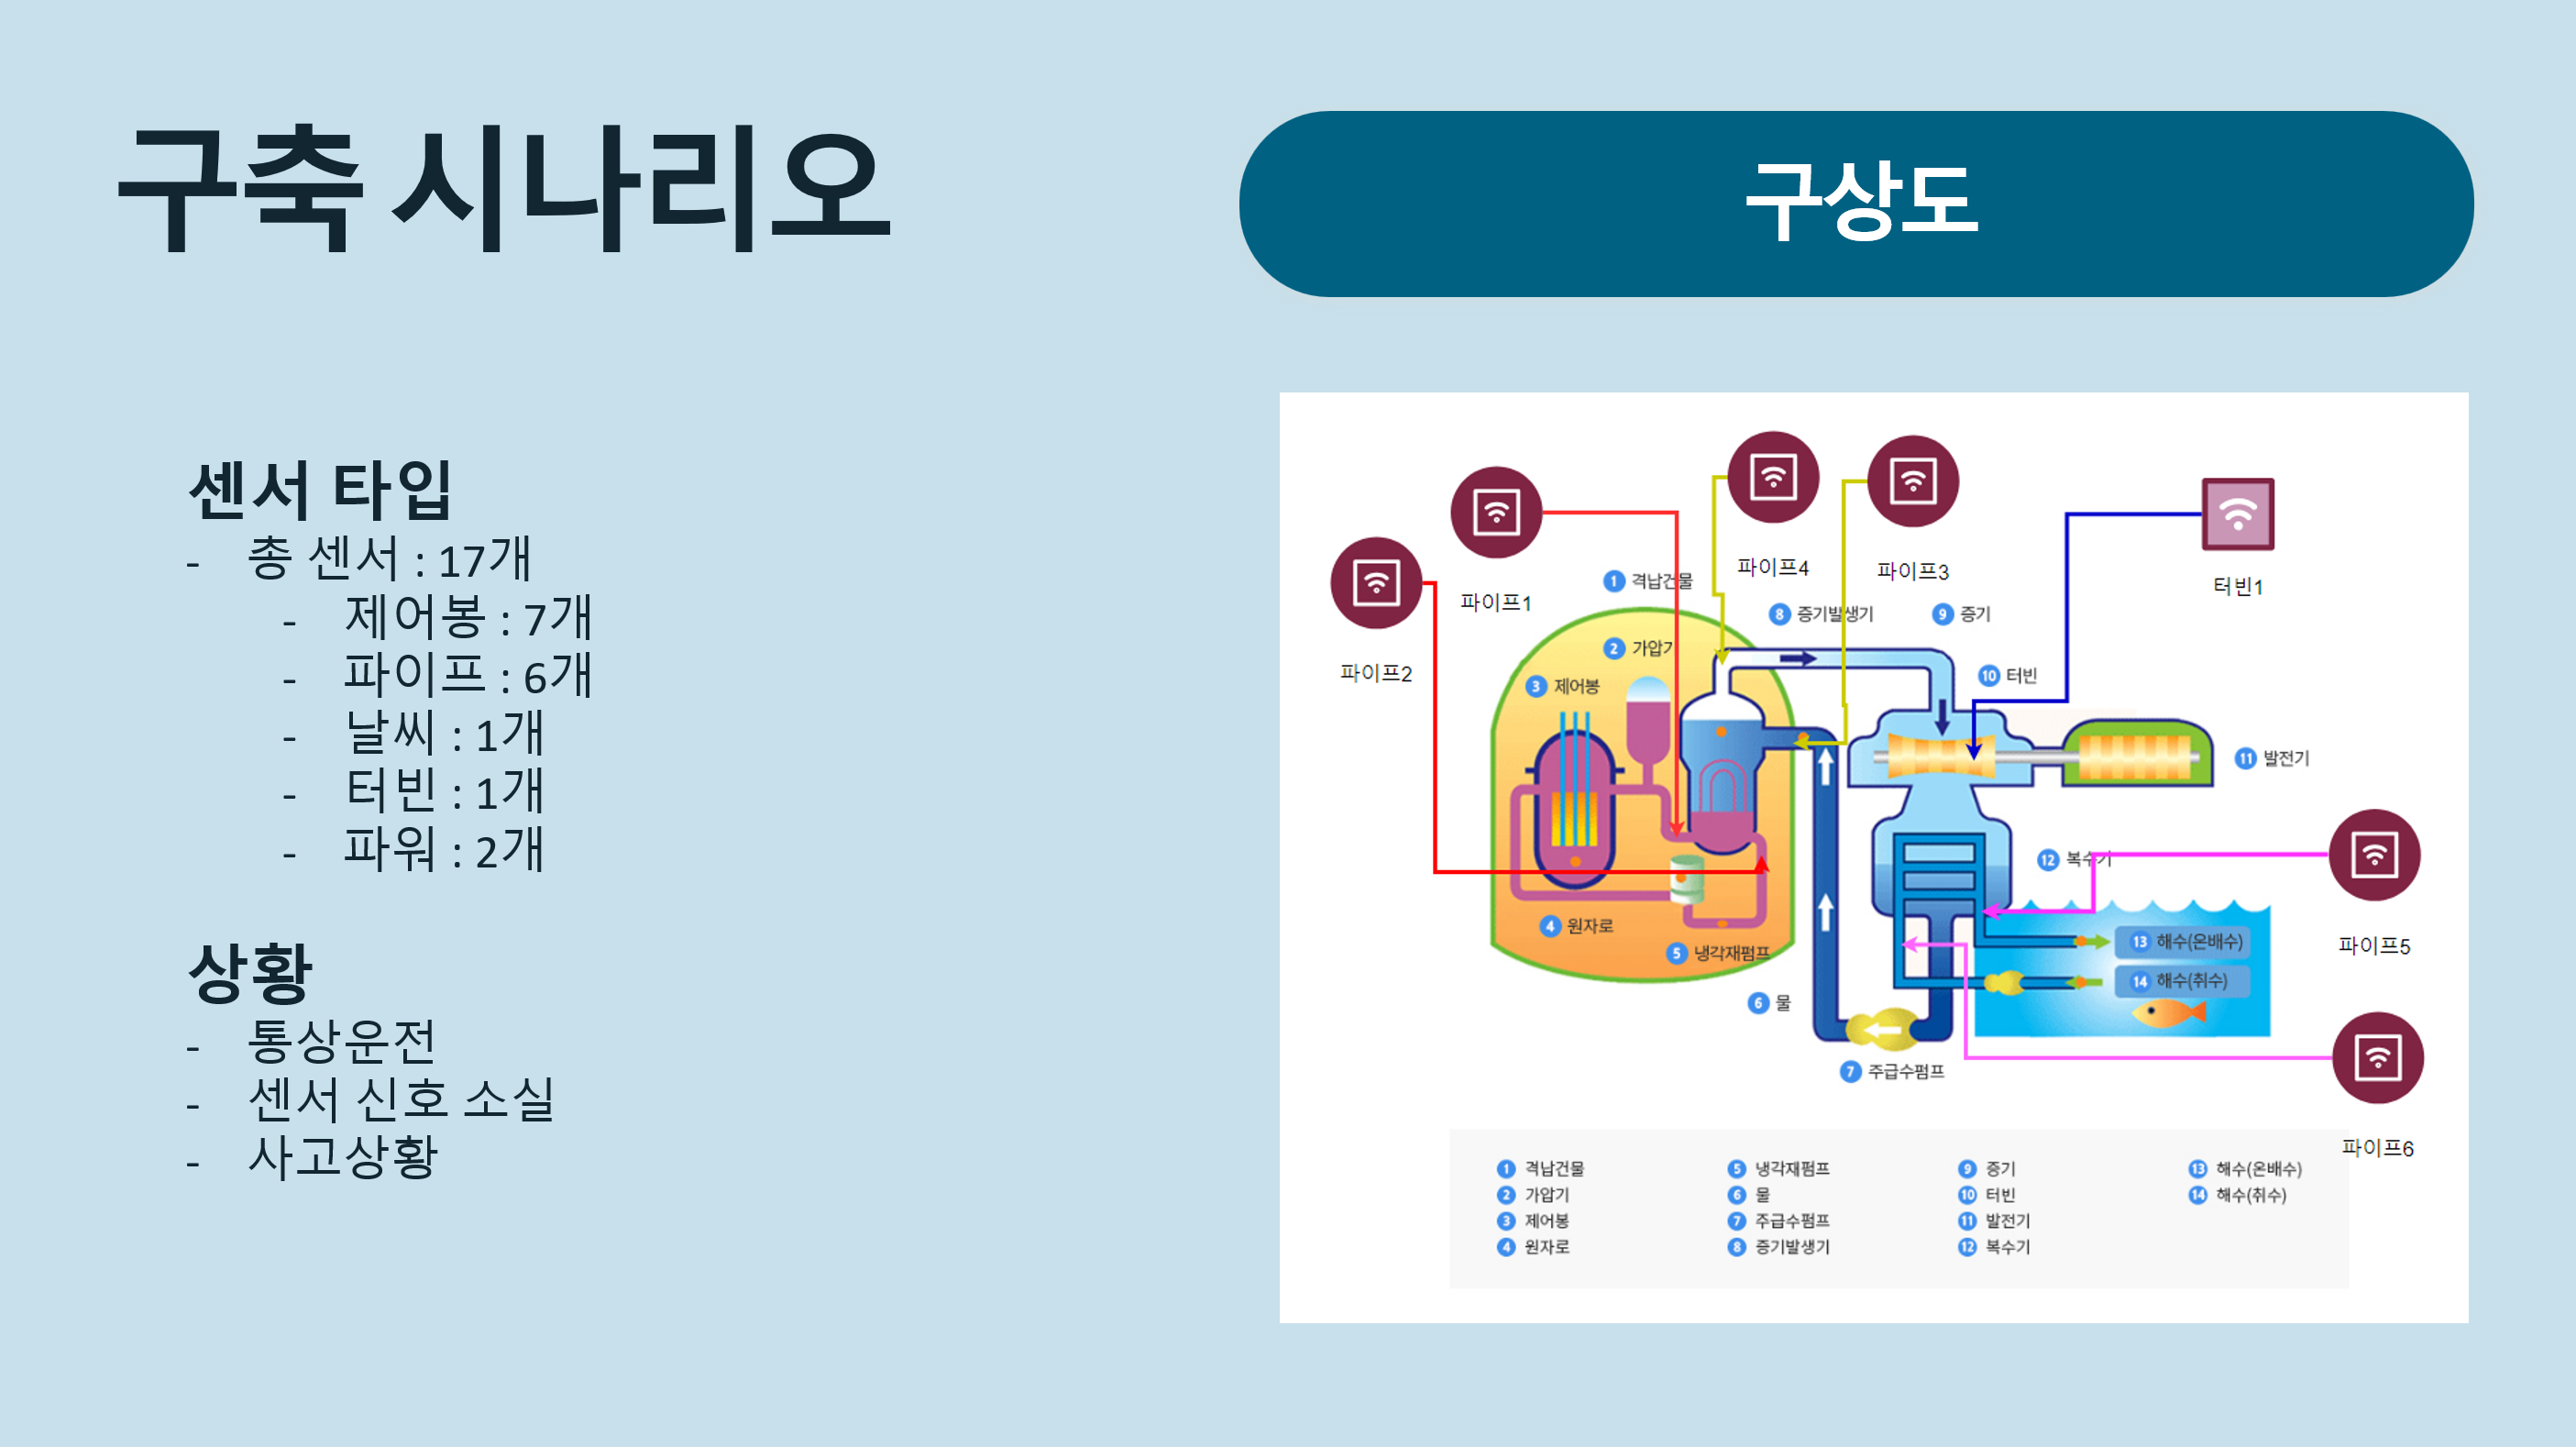 구축 시나리오
구상도
센서 타입
- 총 센서 : 17개
- 제어봉 : 7개
- 파이프 : 6개
- 날씨 : 1개
- 터빈 : 1개
- 파워 : 2개
상황
- 통상운전
- 센서 신호 소실
- 사고상황
파이프4
파이프3
파이프1
파이프2
터빈1
1 격납건물
8 증기발생기
9 증기
2 가압기
3 제어봉
10 터빈
11 발전기
12 복수기
4 원자로
5 냉각재펌프
13 해수(온배수)
14 해수(취수)
파이프5
6 물
7 주급수펌프
파이프6
1 격납건물
2 가압기
3 제어봉
4 원자로
5 냉각재펌프
6 물
7 주급수펌프
8 증기발생기
9 증기
10 터빈
11 발전기
12 복수기
13 해수(온배수)
14 해수(취수)